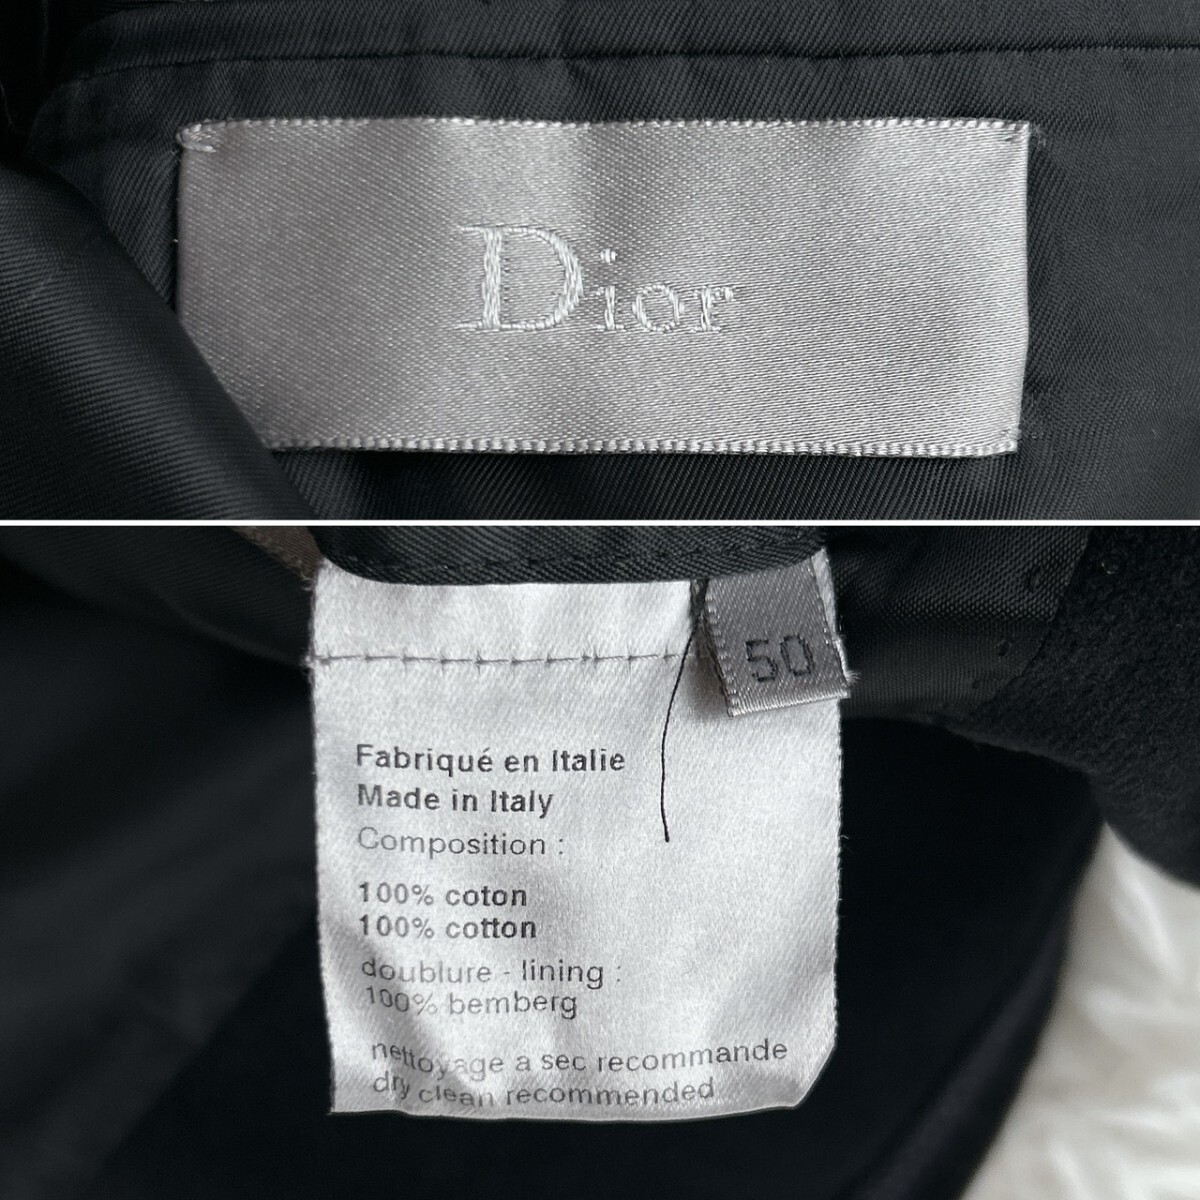 Dior
50
Fabriqué en Italie
Made in Italy
Composition :
100% coton
100% cotton
doublure - lining :
100% bemberg
nettoyage a sec recommande
dry clean recommended